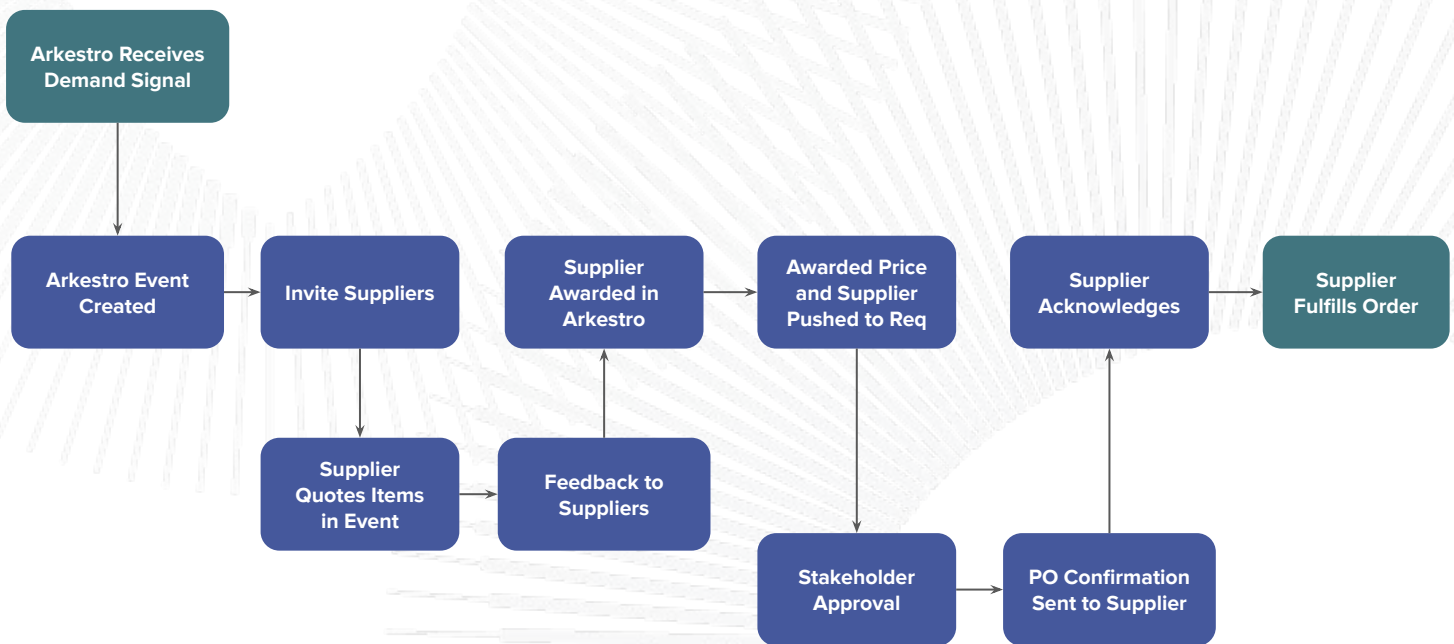 Arkestro Receives
Demand Signal
Arkestro Event
Created
Invite Suppliers
Supplier
Quotes Items
in Event
Feedback to
Suppliers
Supplier
Awarded in
Arkestro
Awarded Price
and Supplier
Pushed to Req
Stakeholder
Approval
PO Confirmation
Sent to Supplier
Supplier
Acknowledges
Supplier
Fulfills Order